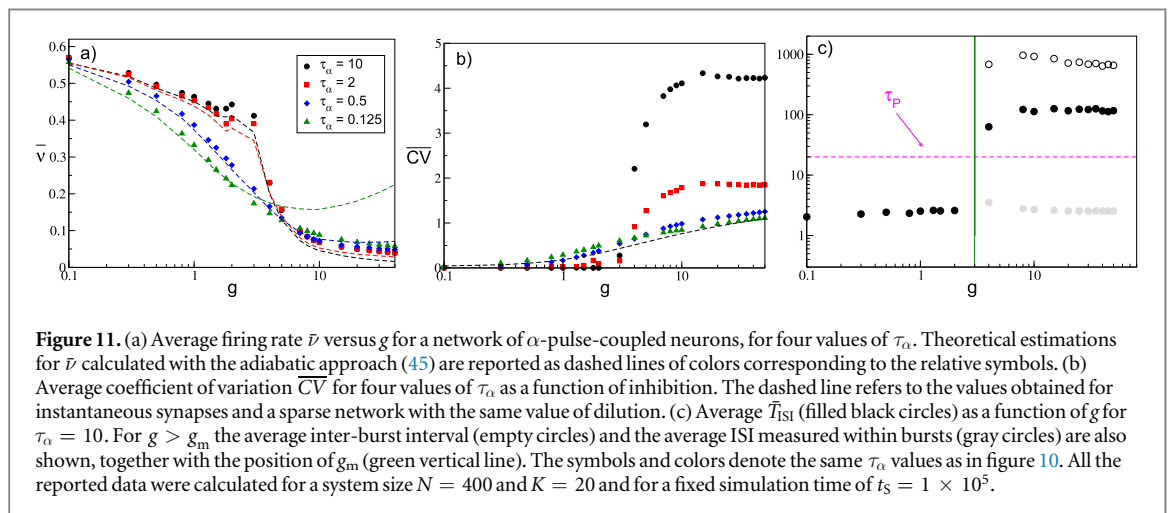 a)
0.6
0.5
0.4
0.3
0.2
0.1
0
ν̄
0.1
1
10
g
τα = 10
τα = 2
τα = 0.5
τα = 0.125
b)
5
4
3
2
1
0
CV̅
0.1
1
10
g
c)
1000
100
10
1
τP
0.1
1
10
g
Figure 11. (a) Average firing rate ν̄ versus g for a network of α-pulse-coupled neurons, for four values of τα. Theoretical estimations
for ν̄ calculated with the adiabatic approach (45) are reported as dashed lines of colors corresponding to the relative symbols. (b)
Average coefficient of variation CV̅ for four values of τα as a function of inhibition. The dashed line refers to the values obtained for
instantaneous synapses and a sparse network with the same value of dilution. (c) Average T̄ISI (filled black circles) as a function of g for
τα = 10. For g > gm the average inter-burst interval (empty circles) and the average ISI measured within bursts (gray circles) are also
shown, together with the position of gm (green vertical line). The symbols and colors denote the same τα values as in figure 10. All the
reported data were calculated for a system size N = 400 and K = 20 and for a fixed simulation time of tS = 1 × 10⁵.